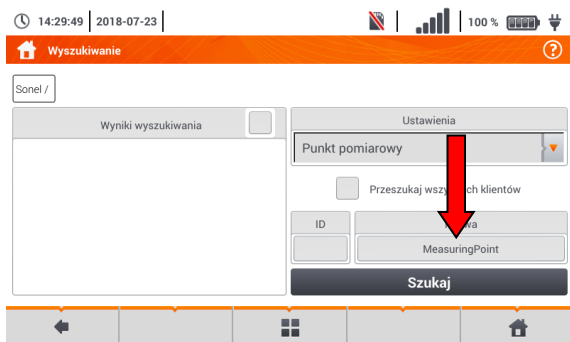 14:29:49 2018-07-23 100 %
Wyszukiwanie ?
Sonel /
Wyniki wyszukiwania
Ustawienia
Punkt pomiarowy
Przeszukaj ch klientów
ID
MeasuringPoint
Szukaj